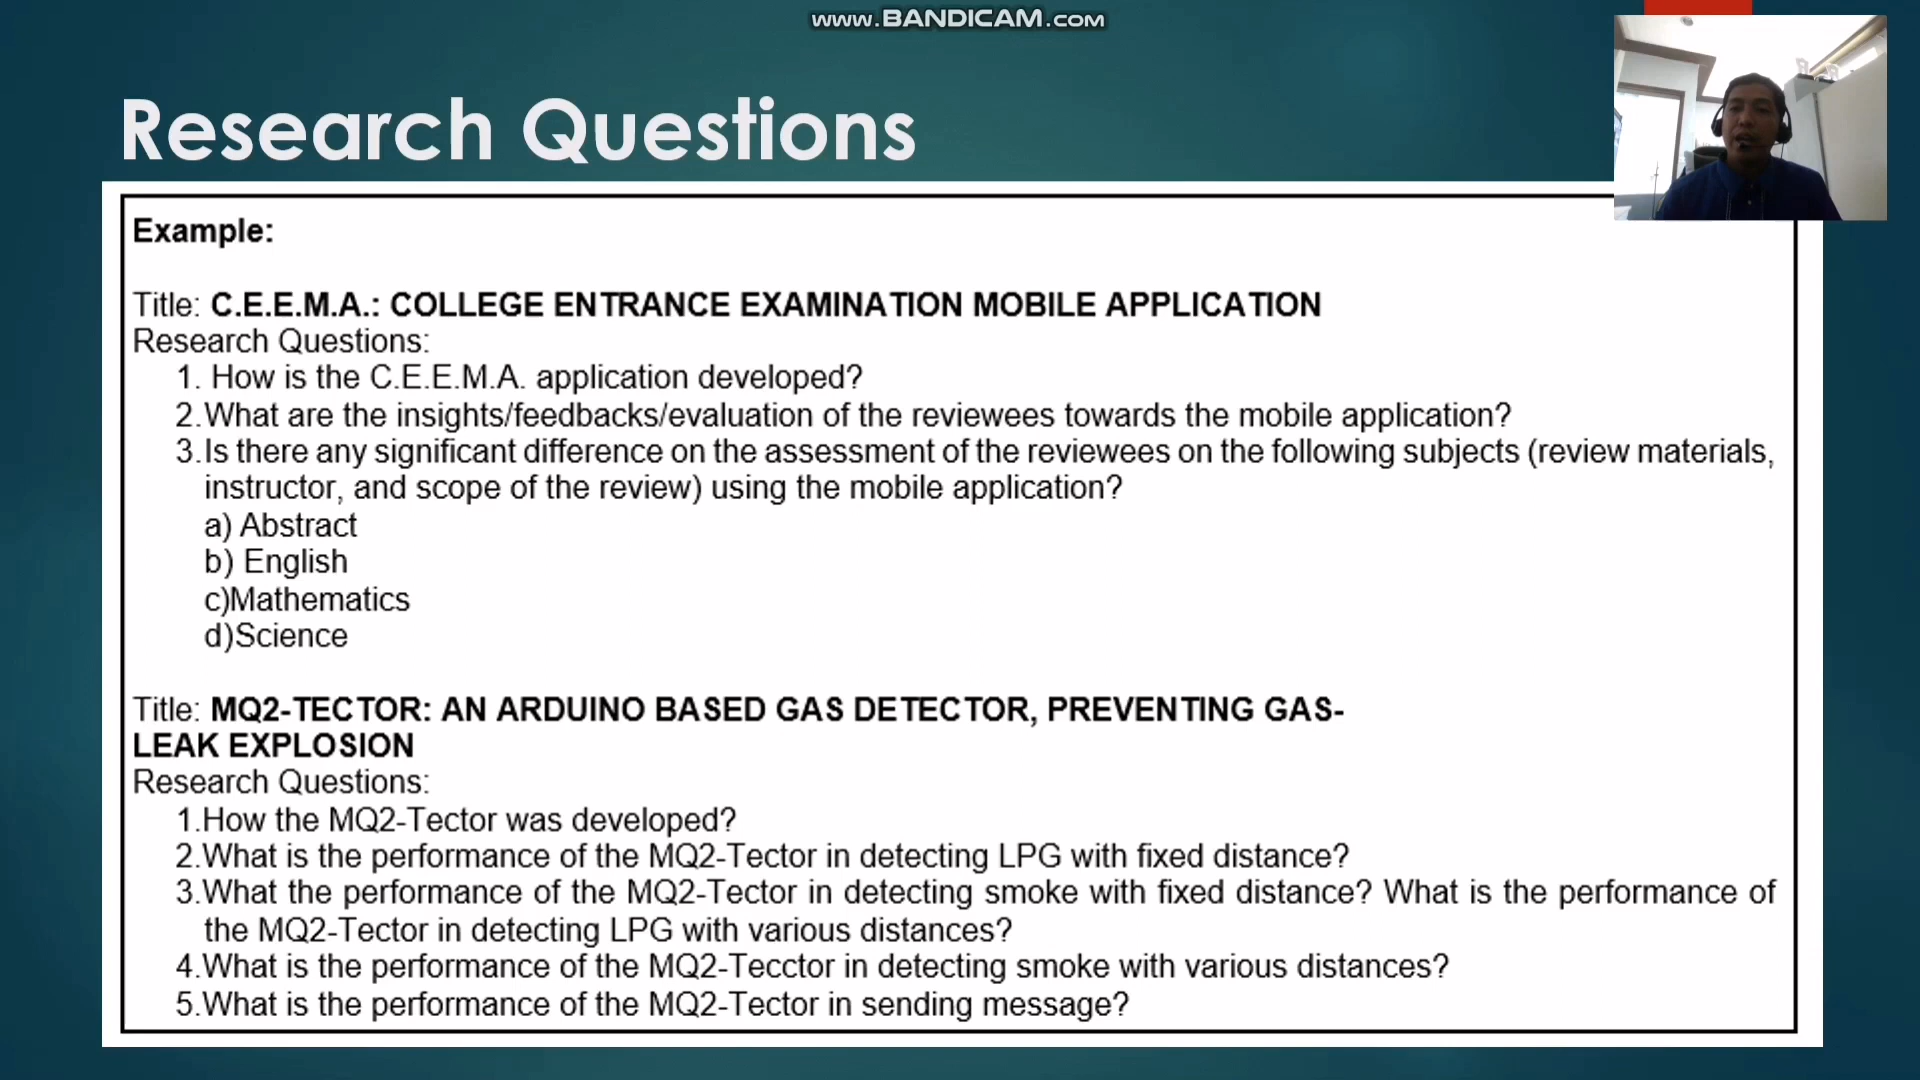 www.BANDICAM.com
Research Questions
Example:
Title: C.E.E.M.A.: COLLEGE ENTRANCE EXAMINATION MOBILE APPLICATION
Research Questions:
1. How is the C.E.E.M.A. application developed?
2.What are the insights/feedbacks/evaluation of the reviewees towards the mobile application?
3.Is there any significant difference on the assessment of the reviewees on the following subjects (review materials,
instructor, and scope of the review) using the mobile application?
a) Abstract
b) English
c)Mathematics
d)Science
Title: MQ2-TECTOR: AN ARDUINO BASED GAS DETECTOR, PREVENTING GAS-
LEAK EXPLOSION
Research Questions:
1.How the MQ2-Tector was developed?
2.What is the performance of the MQ2-Tector in detecting LPG with fixed distance?
3.What the performance of the MQ2-Tector in detecting smoke with fixed distance? What is the performance of
the MQ2-Tector in detecting LPG with various distances?
4.What is the performance of the MQ2-Tecctor in detecting smoke with various distances?
5.What is the performance of the MQ2-Tector in sending message?